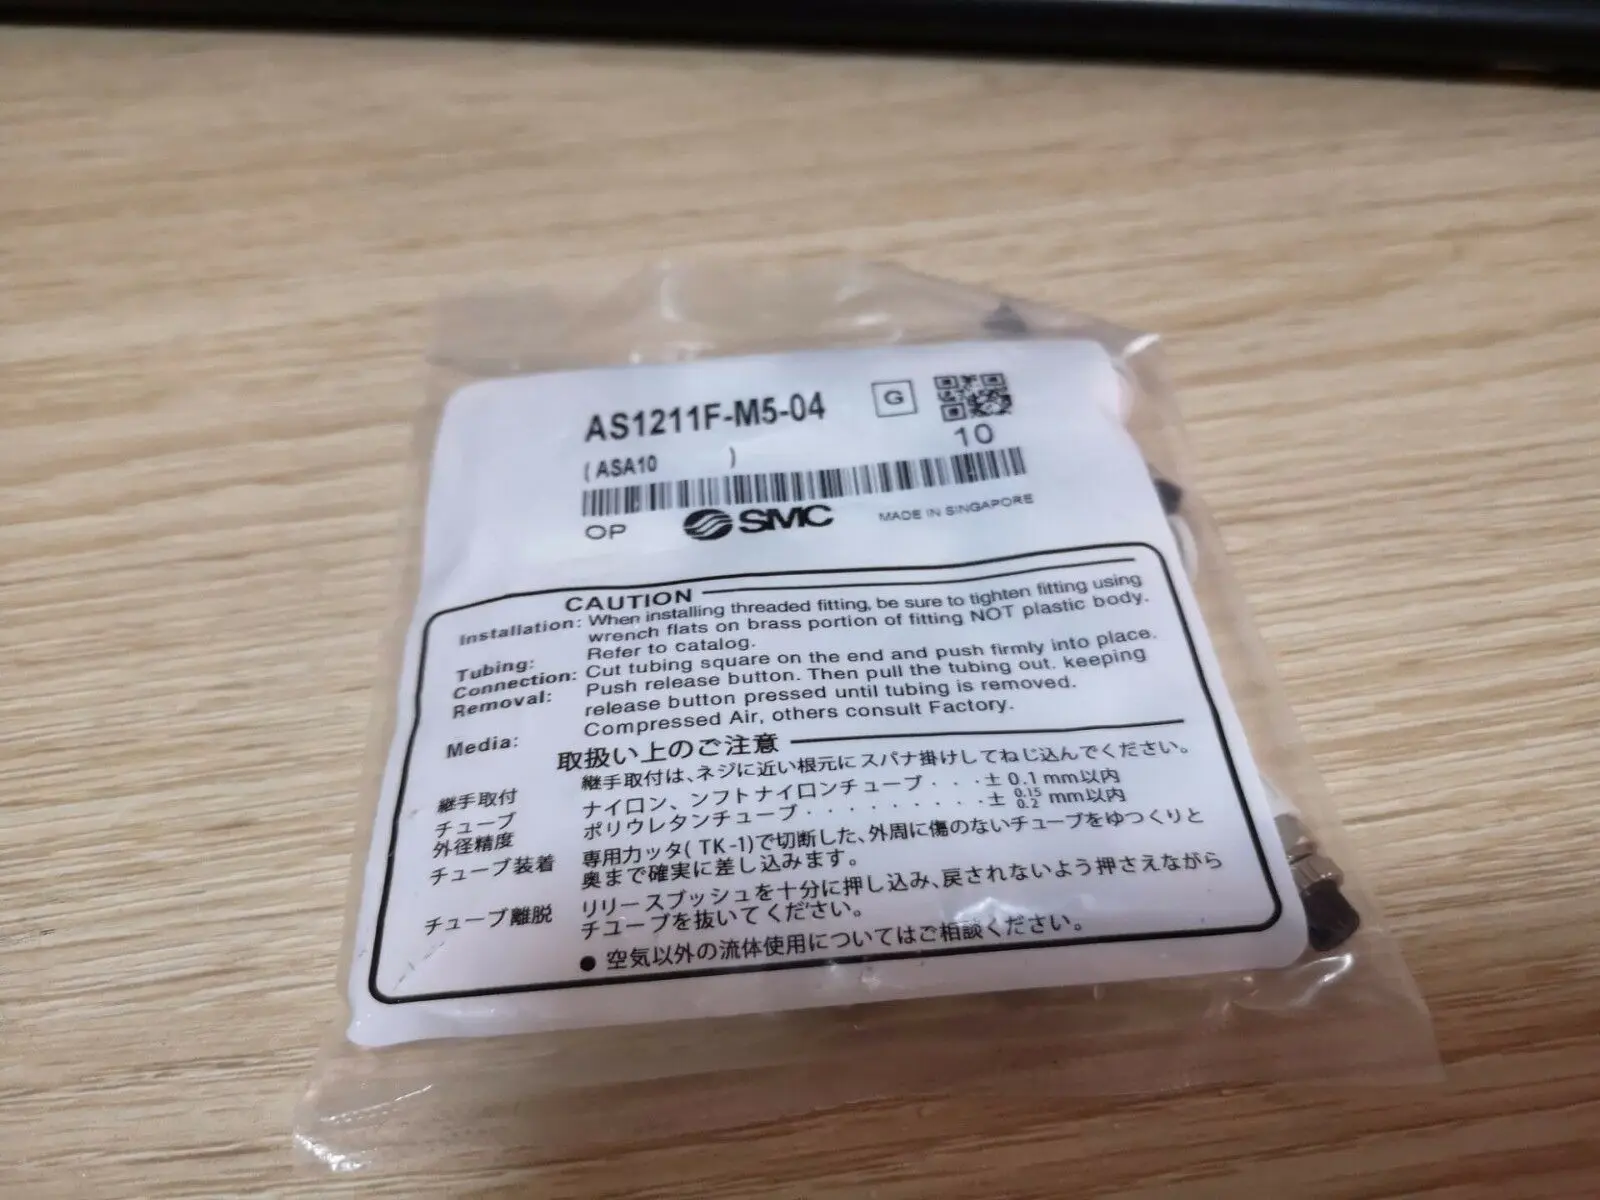 AS1211F-M5-04
G
10
( ASA10 )
OP
SMC
MADE IN SINGAPORE
CAUTION
Installation: When installing threaded fitting, be sure to tighten fitting using
wrench flats on brass portion of fitting NOT plastic body.
Refer to catalog.
Tubing:
Connection: Cut tubing square on the end and push firmly into place.
Removal: Push release button. Then pull the tubing out. keeping
release button pressed until tubing is removed.
Media: Compressed Air, others consult Factory.
取扱い上のご注意
継手取付 継手取付は、ネジに近い根元にスパナ掛けしてねじ込んでください。
チューブ ナイロン、ンフトナイロンチューブ・・・± 0.1 mm以内
外径精度 ポリウレタンチューブ・・・・・・・・・± 0.15 0.2 mm以内
チューブ装着 専用カッタ( TK-1)で切断した、外周に傷のないチューブをゆつくりと
奥まで確実に差し込みます。
チューブ離脱 リリースブッシュを十分に押し込み、戻されないよう押さえながら
チユーブを抜いてください。
● 空気以外の流体使用についてはご相談ください。